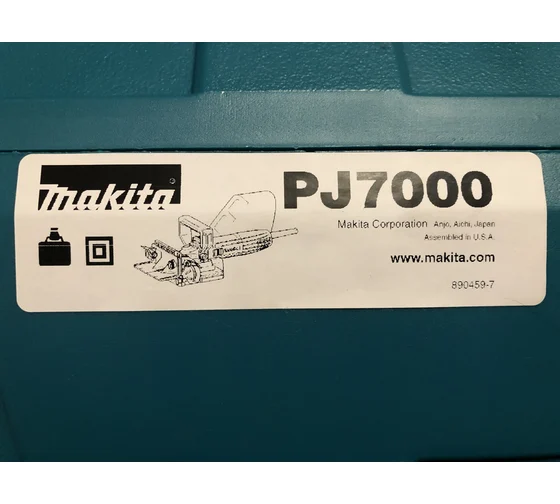 makita®
PJ7000
Makita Corporation Anjo, Aichi, Japan
Assembled in U.S.A.
www.makita.com
890459-7